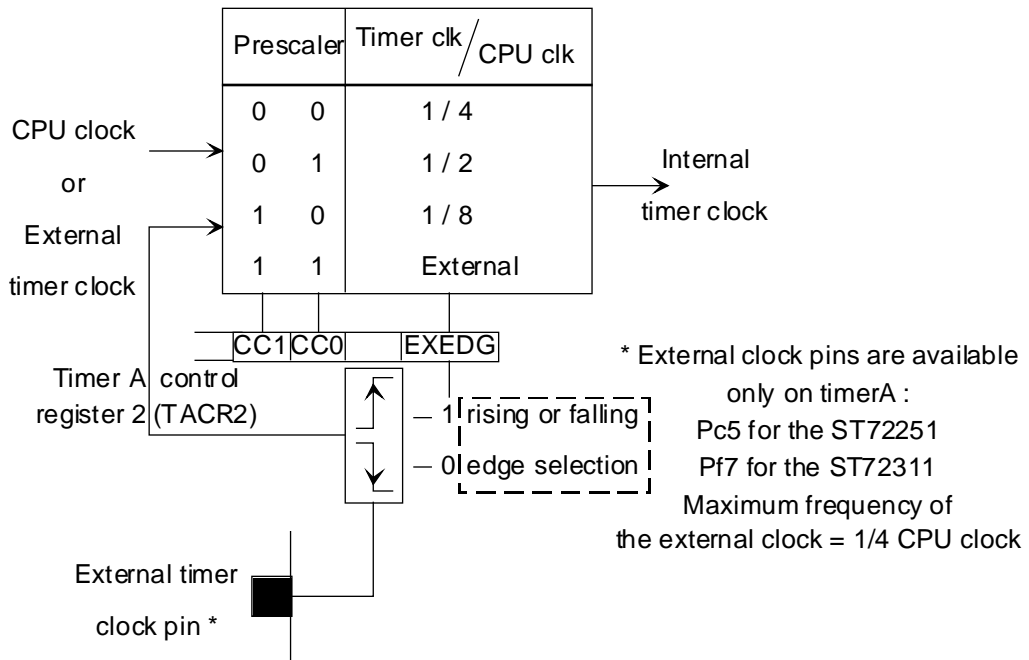 Prescaler Timer clk / CPU clk
0 0 1 / 4
0 1 1 / 2
1 0 1 / 8
1 1 External
CPU clock
or
External
timer clock
Internal
timer clock
CC1 CC0 EXEDG
Timer A control
register 2 (TACR2)
1 rising or falling
0 edge selection
* External clock pins are available
only on timerA :
Pc5 for the ST72251
Pf7 for the ST72311
Maximum frequency of
the external clock = 1/4 CPU clock
External timer
clock pin *